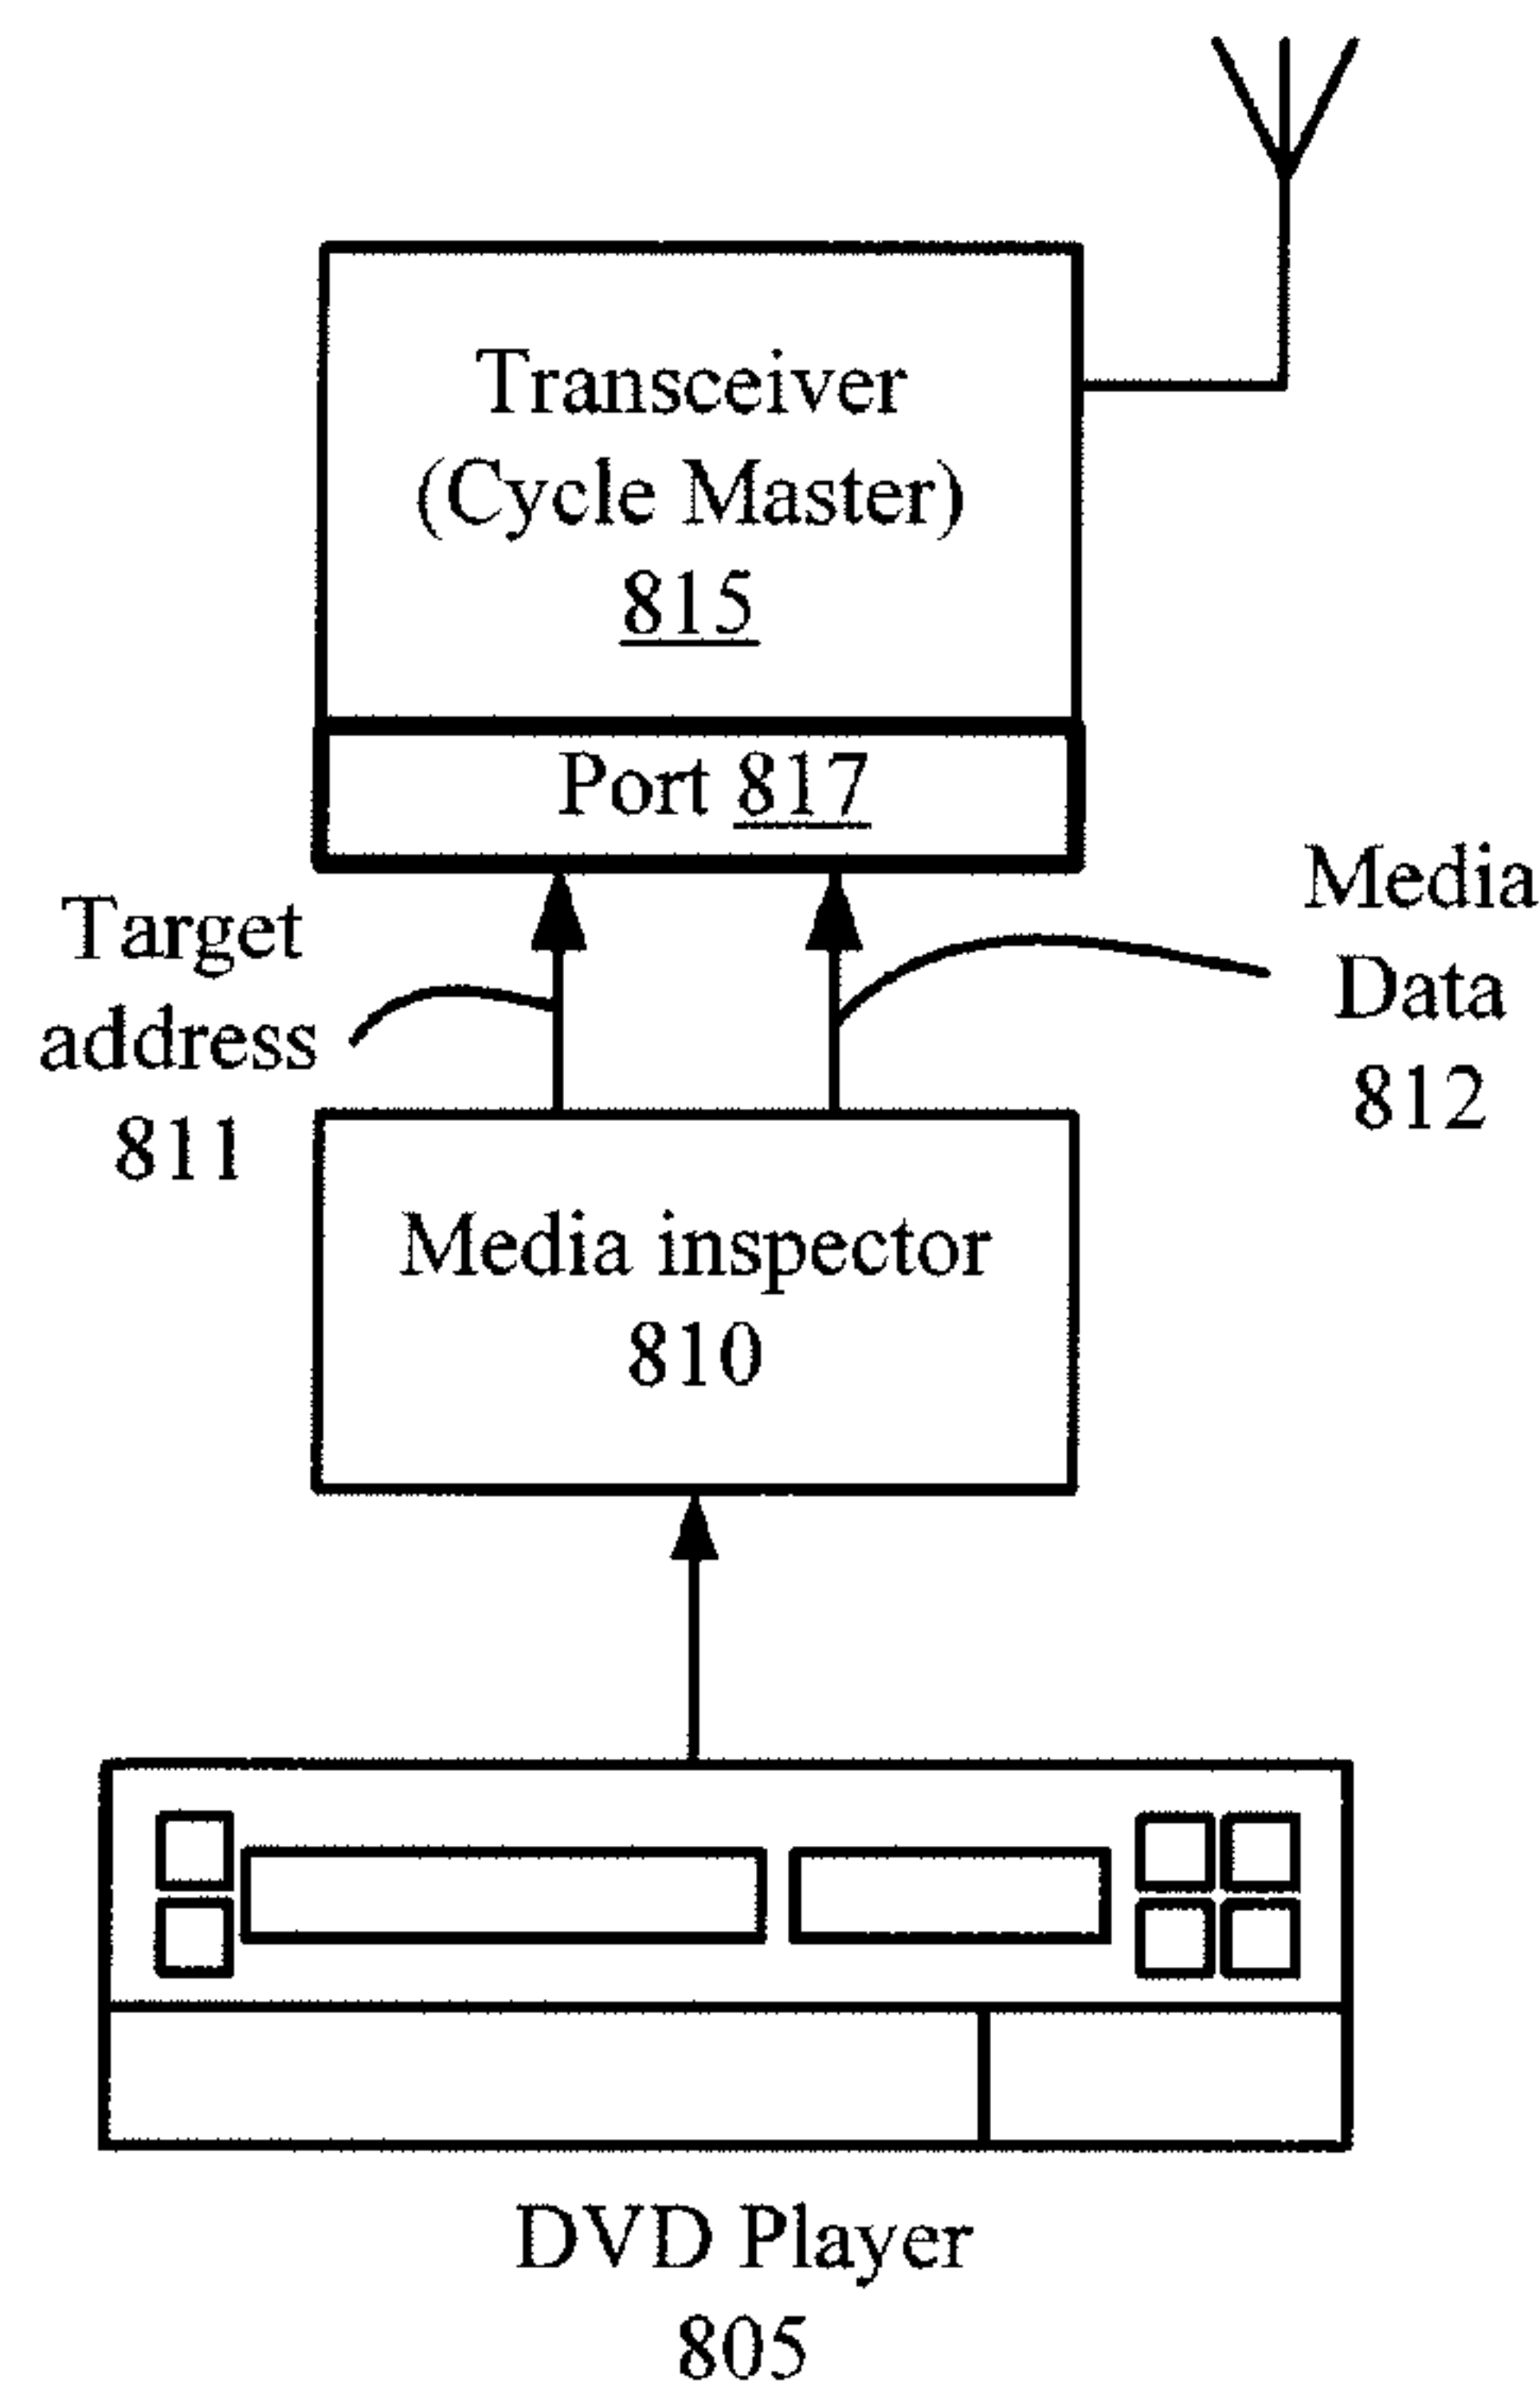 Transceiver
(Cycle Master)
815
Port 817
Target
address
811
Media
Data
812
Media inspector
810
DVD Player
805